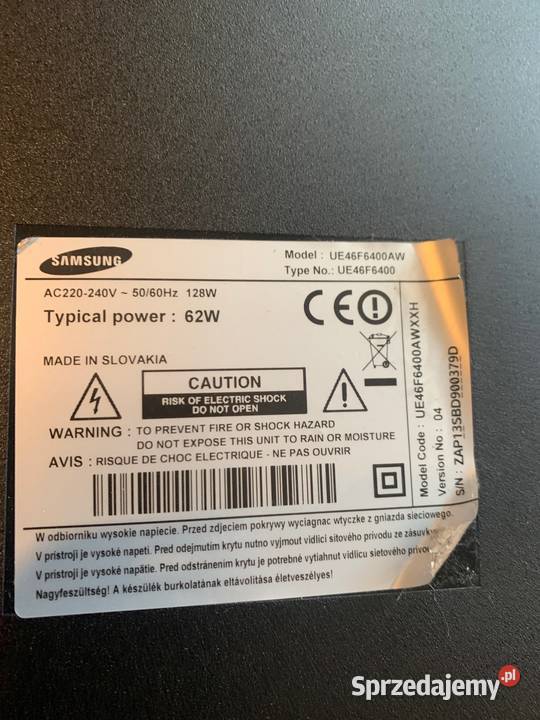 SAMSUNG
Model : UE46F6400AW
Type No.: UE46F6400
AC220-240V ~ 50/60Hz 128W
Typical power : 62W
MADE IN SLOVAKIA
CAUTION
RISK OF ELECTRIC SHOCK
DO NOT OPEN
WARNING : TO PREVENT FIRE OR SHOCK HAZARD
DO NOT EXPOSE THIS UNIT TO RAIN OR MOISTURE
AVIS : RISQUE DE CHOC ELECTRIQUE - NE PAS OUVRIR
Model Code : UE46F6400AWXXH
Version No : 04
S/N : ZAP13SBD900379D
W odbiorniku wysokie napiecie. Przed zdjeciem pokrywy wyciagnac wtyczke z gniazda sieciowego.
V prístroji je vysoké napeti. Pred odejmutím krytu nutno vyjmout vidlici sitového prívodu ze zásuvky
V prístroji je vysoké napätie. Pred odstránením krytu je potrebné vytiahnut vidlicu sietového prívodu
Nagyfeszültség! A készülék burkolatának eltávolítása életveszélyes!
Sprzedajemy.pl